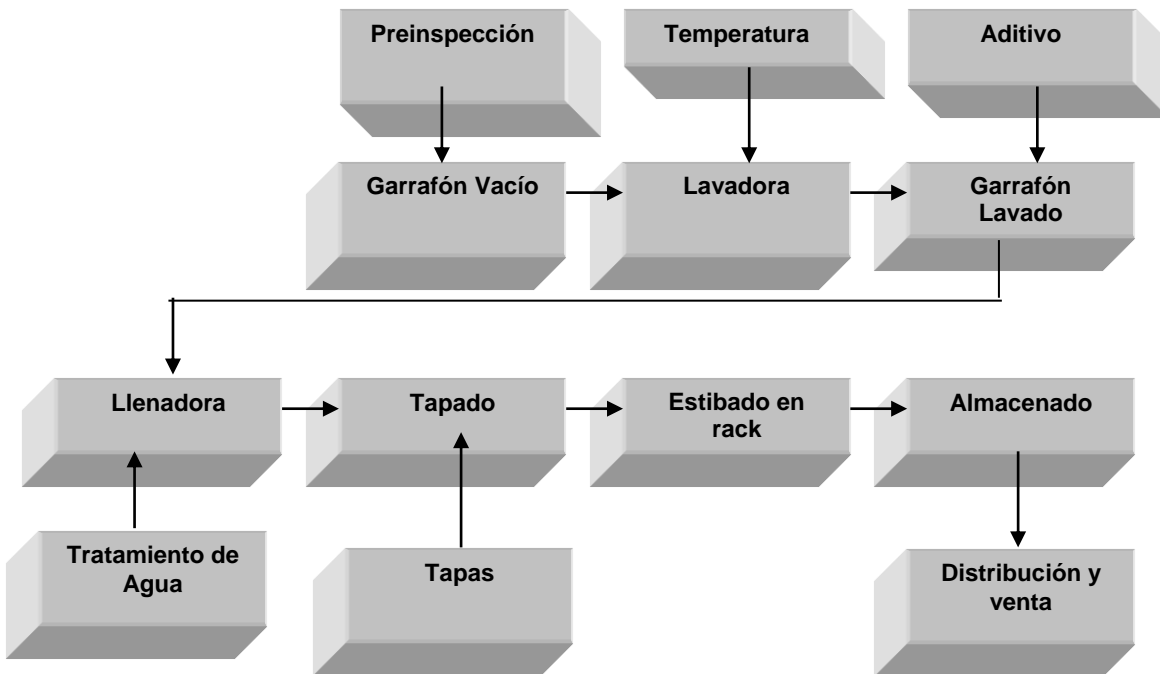 Preinspección
Temperatura
Aditivo
Garrafón Vacío
Lavadora
Garrafón
Lavado
Llenadora
Tapado
Estibado en
rack
Almacenado
Tratamiento de
Agua
Tapas
Distribución y
venta